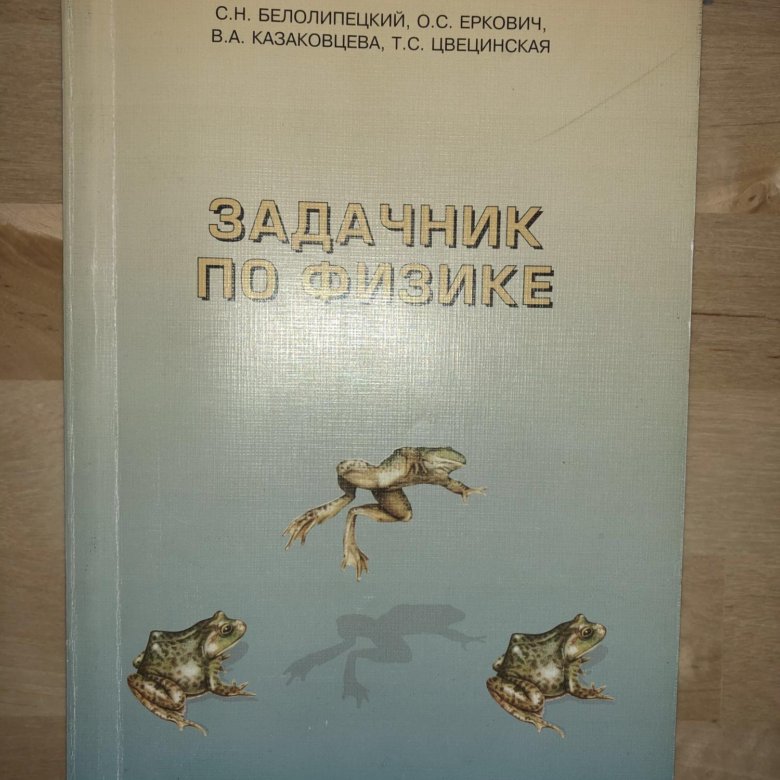 С.Н. БЕЛОЛИПЕЦКИЙ, О.С. ЕРКОВИЧ,
В.А. КАЗАКОВЦЕВА, Т.С. ЦВЕЦИНСКАЯ
ЗАДАЧНИК
ПО ФИЗИКЕ